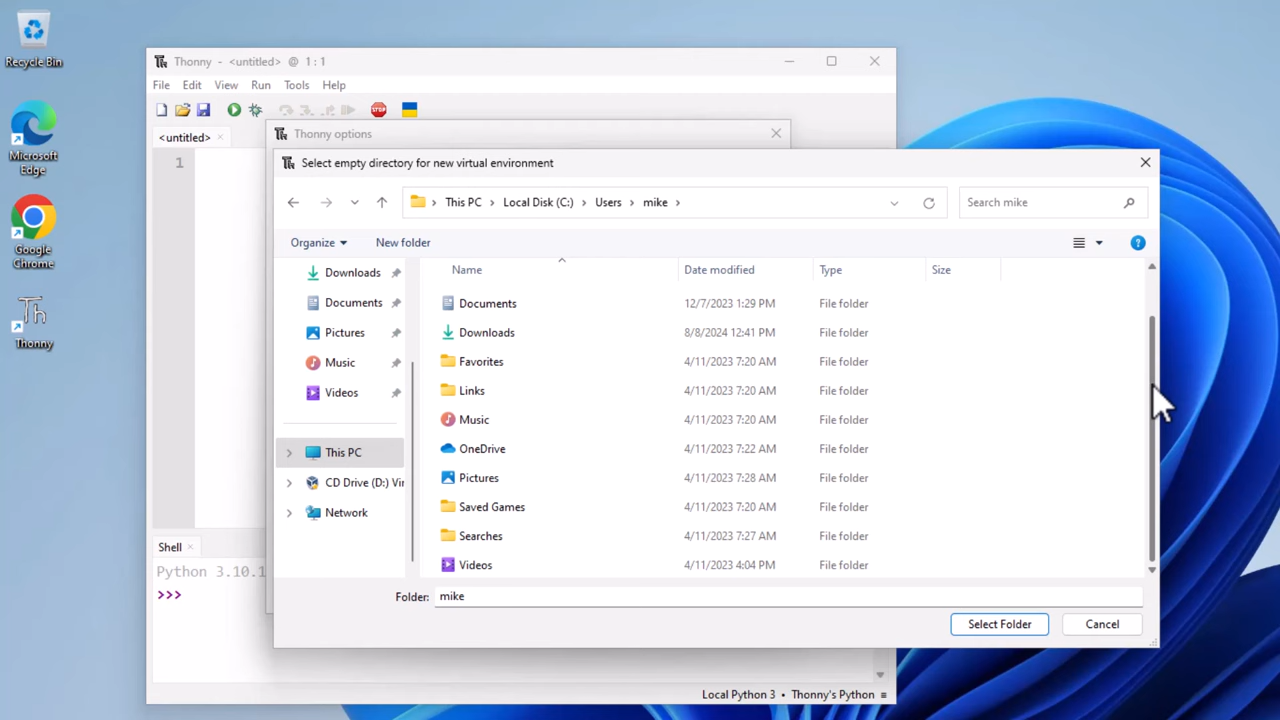 Recycle Bin
Microsoft
Edge
Google
Chrome
Thonny
Thonny - <untitled> @ 1 : 1
File Edit View Run Tools Help
STOP
<untitled>
1
Thonny options
Select empty directory for new virtual environment
This PC > Local Disk (C:) > Users > mike >
Search mike
Organize New folder
Name Date modified Type Size
Downloads
Documents
Pictures
Music
Videos
This PC
CD Drive (D:) Vir
Network
Documents 12/7/2023 1:29 PM File folder
Downloads 8/8/2024 12:41 PM File folder
Favorites 4/11/2023 7:20 AM File folder
Links 4/11/2023 7:20 AM File folder
Music 4/11/2023 7:20 AM File folder
OneDrive 4/11/2023 7:22 AM File folder
Pictures 4/11/2023 7:28 AM File folder
Saved Games 4/11/2023 7:20 AM File folder
Searches 4/11/2023 7:27 AM File folder
Videos 4/11/2023 4:04 PM File folder
Folder: mike
Select Folder Cancel
Shell
Python 3.10.1
>>>
Local Python 3 • Thonny's Python ≡